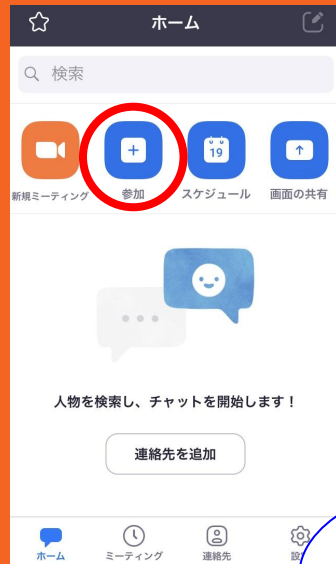 ホーム
検索
19
新規ミーティング 参加 スケジュール 画面の共有
人物を検索し、チャットを開始します！
連絡先を追加
ホーム ミーティング 連絡先